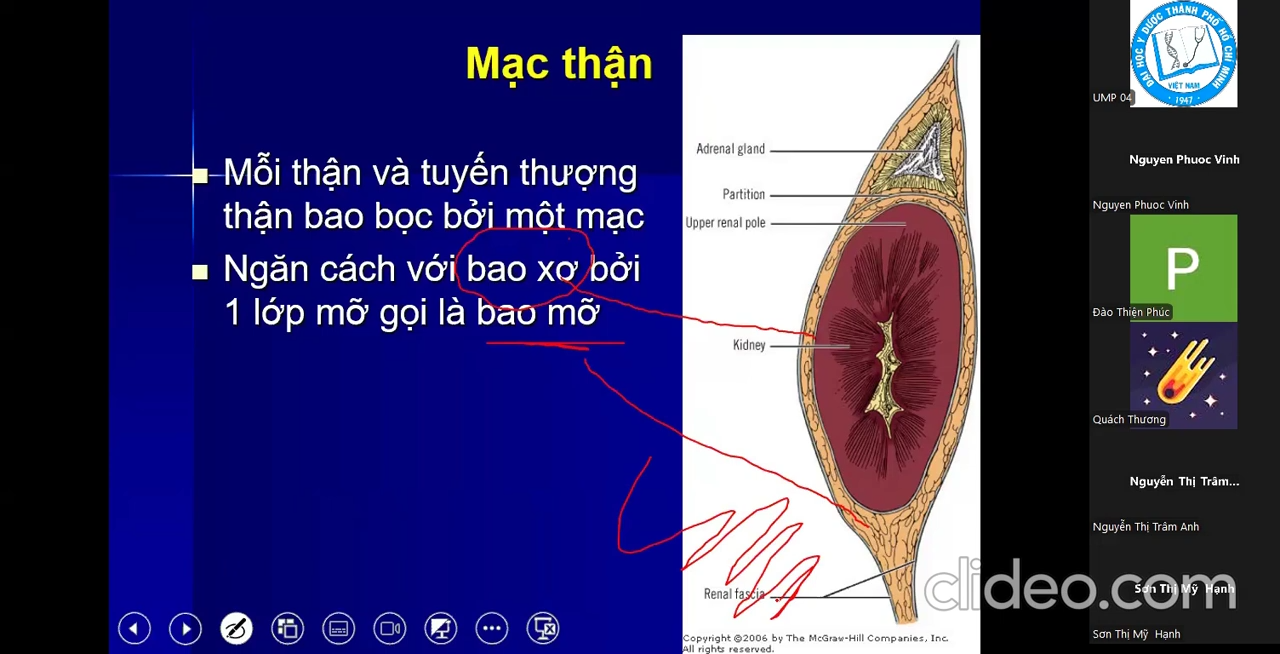 Mạc thận
Mỗi thận và tuyến thượng
thận bao bọc bởi một mạc
Ngăn cách với bao xơ bởi
1 lớp mỡ gọi là bao mỡ
Adrenal gland
Partition
Upper renal pole
Kidney
Renal fascia
Copyright ©2006 by The McGraw-Hill Companies, Inc.
All rights reserved.
ĐẠI HỌC Y DƯỢC THÀNH PHỐ HỒ CHÍ MINH
VIỆT NAM
1947
UMP 04
Nguyen Phuoc Vinh
Nguyen Phuoc Vinh
P
Đào Thiện Phúc
Quách Thương
Nguyễn Thị Trâm...
Nguyễn Thị Trâm Anh
Sơn Thị Mỹ Hạnh
clideo.com
Sơn Thị Mỹ Hạnh